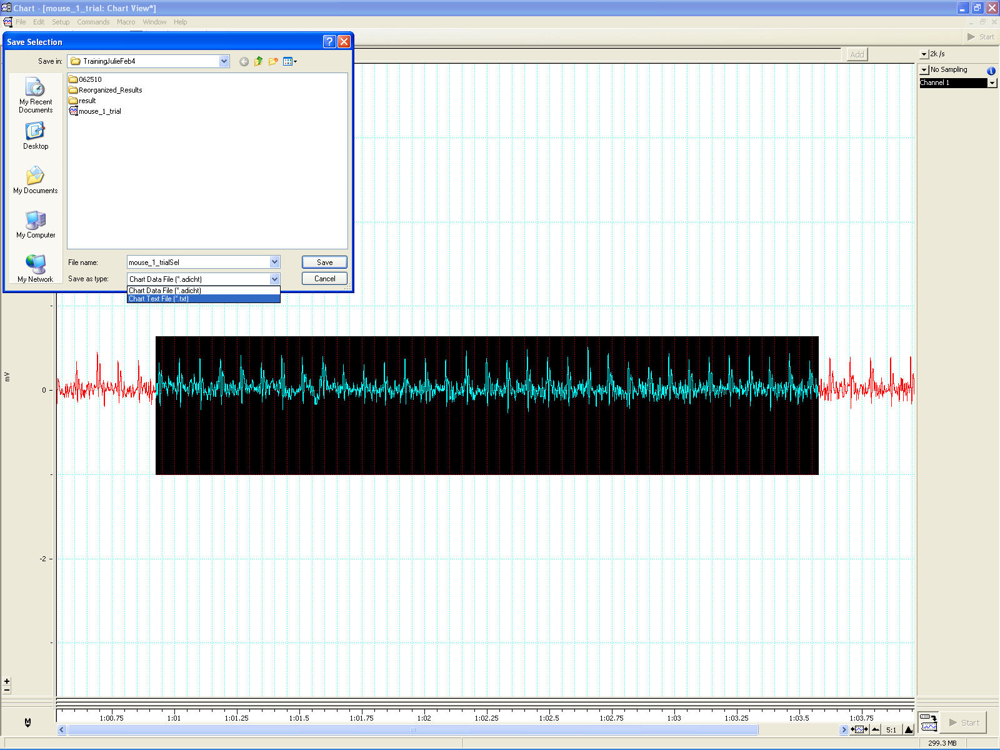 Chart - [mouse_1_trial: Chart View*]
File Edit Setup Commands Macro Window Help
Start
Save Selection
Save in: TrainingJulieFeb4
Add
2k /s
No Sampling
Channel 1
062510
Reorganized_Results
result
mouse_1_trial
My Recent
Documents
Desktop
My Documents
My Computer
My Network
File name: mouse_1_trialSel Save
Save as type: Chart Data File (*.adicht) Cancel
Chart Data File (*.adicht)
Chart Text File (*.txt)
mV
0
-2
+
−
M
1:00.75 1:01 1:01.25 1:01.5 1:01.75 1:02 1:02.25 1:02.5 1:02.75 1:03 1:03.25 1:03.5 1:03.75
5:1
Start
299.3 MB